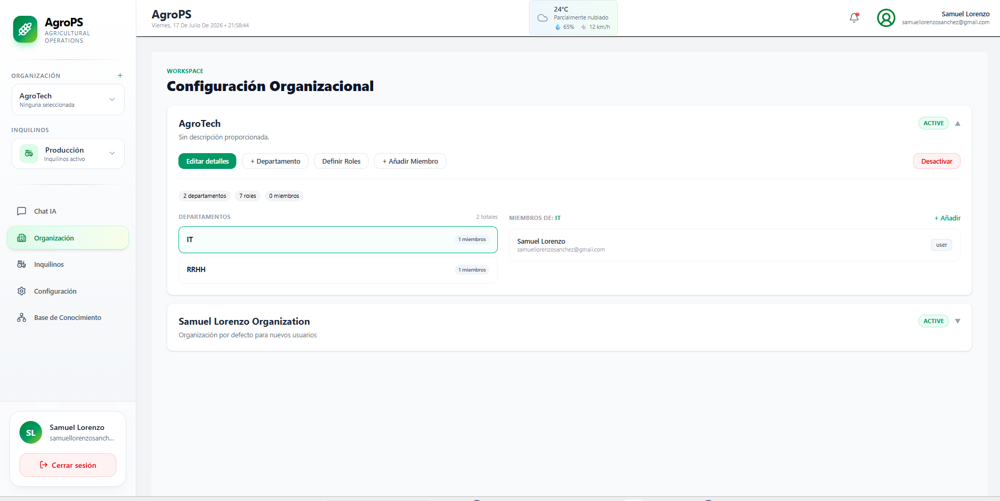 AgroPS
AGRICULTURAL
OPERATIONS
ORGANIZACIÓN +
AgroTech
Ninguna seleccionada
INQUILINOS
Producción
Inquilinos activo
Chat IA
Organización
Inquilinos
Configuración
Base de Conocimiento
SL
Samuel Lorenzo
samuellorenzosanch...
Cerrar sesión
AgroPS
Viernes, 17 De Julio De 2026 • 21:58:44
24°C
Parcialmente nublado
65% 12 km/h
Samuel Lorenzo
samuellorenzosanchez@gmail.com
WORKSPACE
Configuración Organizacional
AgroTech
ACTIVE ▲
Sin descripción proporcionada.
Editar detalles
+ Departamento
Definir Roles
+ Añadir Miembro
Desactivar
2 departamentos 7 roles 0 miembros
DEPARTAMENTOS 2 totales
IT 1 miembros
RRHH 1 miembros
MIEMBROS DE: IT + Añadir
Samuel Lorenzo
samuellorenzosanchez@gmail.com
user
Samuel Lorenzo Organization
ACTIVE ▼
Organización por defecto para nuevos usuarios